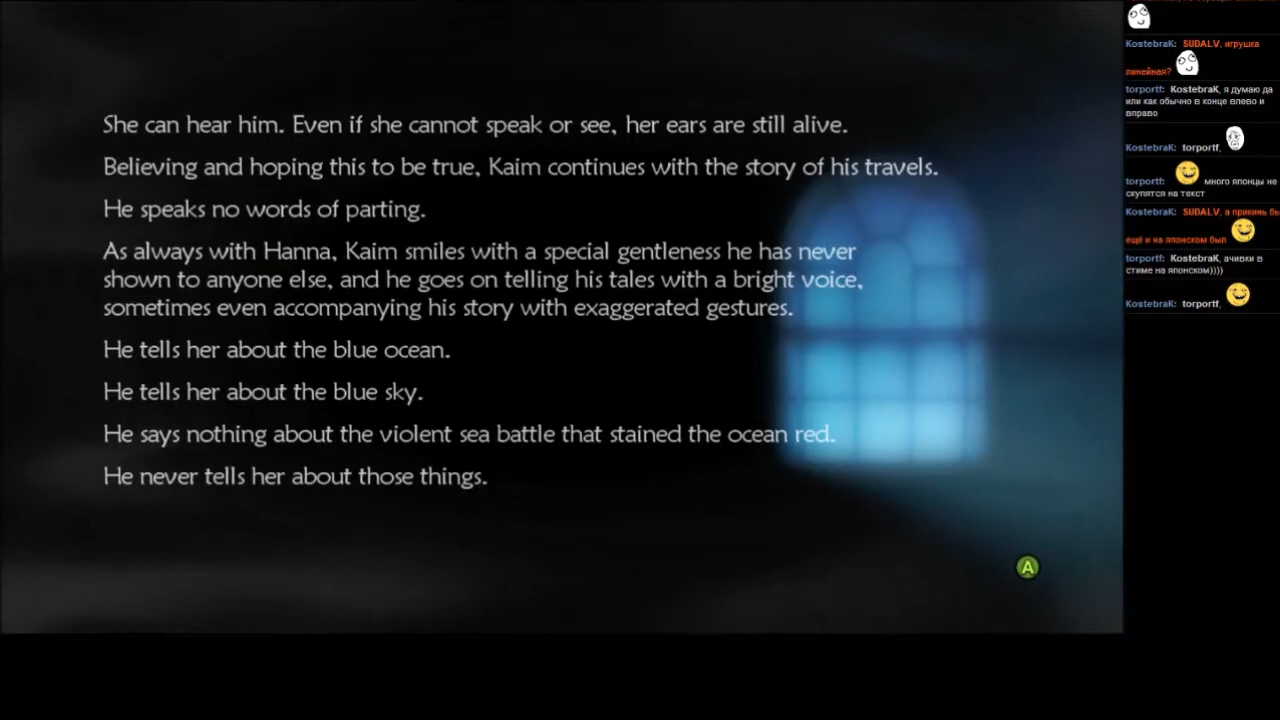 She can hear him. Even if she cannot speak or see, her ears are still alive.
Believing and hoping this to be true, Kaim continues with the story of his travels.
He speaks no words of parting.
As always with Hanna, Kaim smiles with a special gentleness he has never
shown to anyone else, and he goes on telling his tales with a bright voice,
sometimes even accompanying his story with exaggerated gestures.
He tells her about the blue ocean.
He tells her about the blue sky.
He says nothing about the violent sea battle that stained the ocean red.
He never tells her about those things.
A
KostebraK: SUDALV, игрушка
линейная?
torportf: KostebraK, я думаю да
или как обычно в конце влево и
вправо
KostebraK: torportf,
torportf: много японцы не
скупятся на текст
KostebraK: SUDALV, а прикинь бы
ещё и на японском был
torportf: KostebraK, ачивки в
стиме на японском))))
KostebraK: torportf,